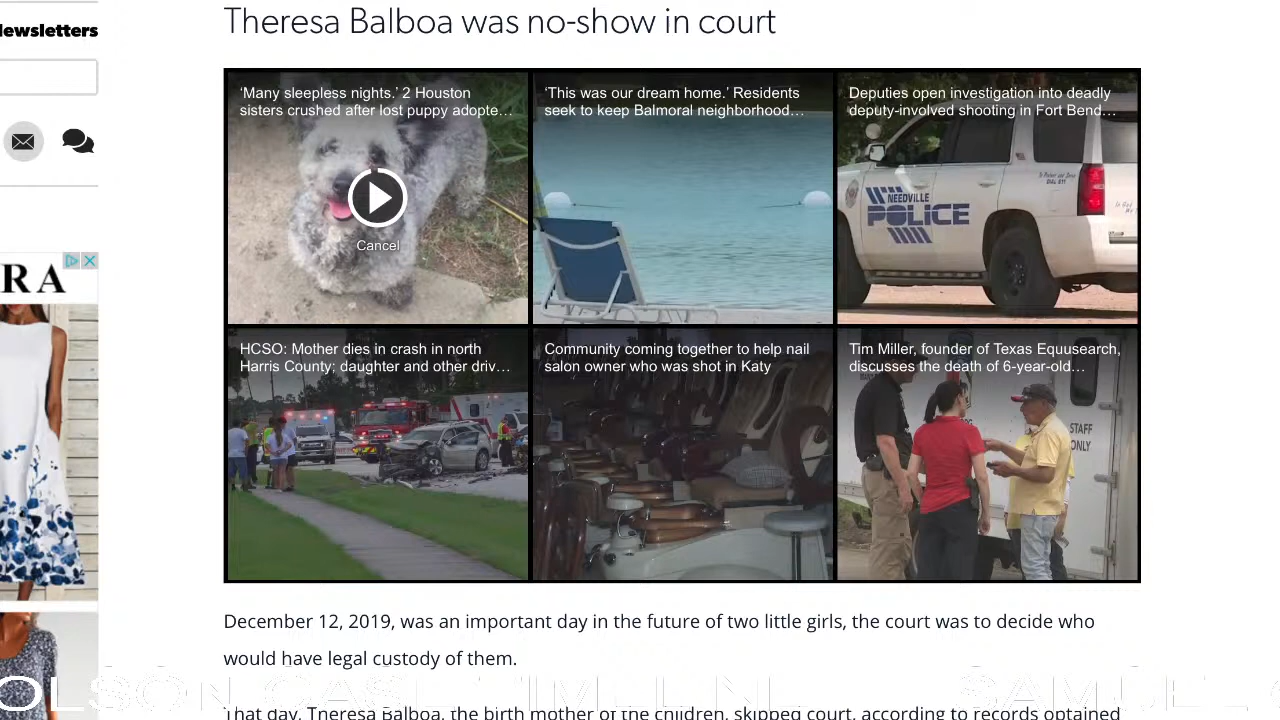 Newsletters
Theresa Balboa was no-show in court
'Many sleepless nights.' 2 Houston
sisters crushed after lost puppy adopte…
Cancel
'This was our dream home.' Residents
seek to keep Balmoral neighborhood…
Deputies open investigation into deadly
deputy-involved shooting in Fort Bend…
NEEDVILLE
POLICE
HCSO: Mother dies in crash in north
Harris County; daughter and other driv…
Community coming together to help nail
salon owner who was shot in Katy
Tim Miller, founder of Texas Equusearch,
discusses the death of 6-year-old…
STAFF
ONLY
RA
December 12, 2019, was an important day in the future of two little girls, the court was to decide who
would have legal custody of them.
OLSON CASE TIMELINE SAMUEL
That day, Theresa Balboa, the birth mother of the children, skipped court, according to records obtained